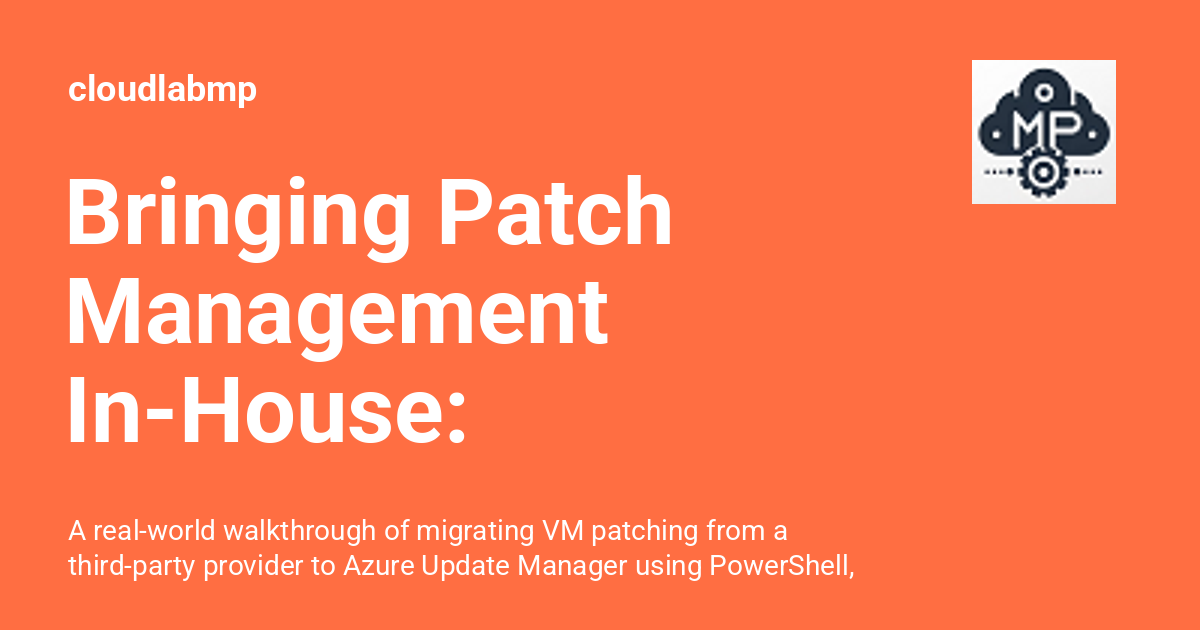 cloudlabmp
MP
Bringing Patch
Management
In-House:
A real-world walkthrough of migrating VM patching from a
third-party provider to Azure Update Manager using PowerShell,